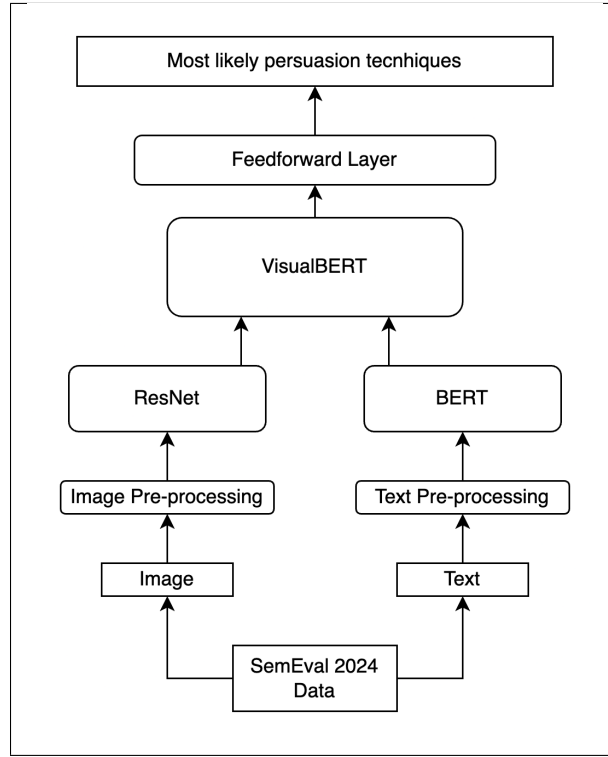 Most likely persuasion tecnhiques
Feedforward Layer
VisualBERT
ResNet
BERT
Image Pre-processing
Text Pre-processing
Image
Text
SemEval 2024
Data